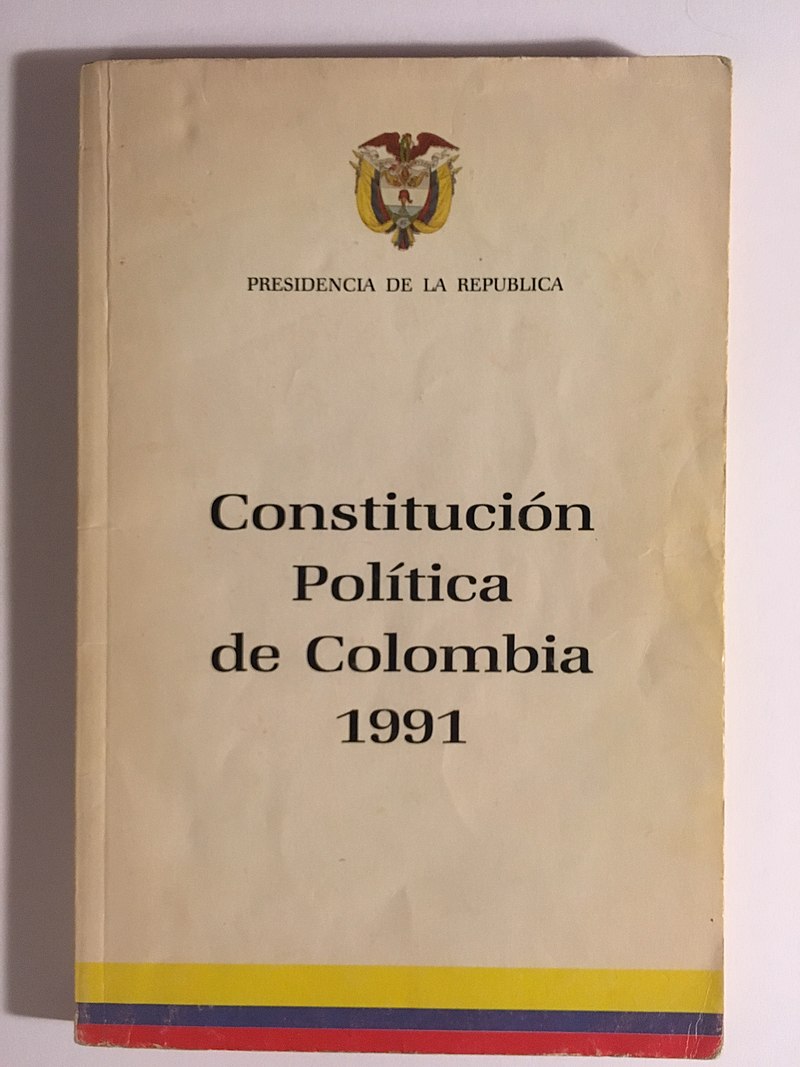 PRESIDENCIA DE LA REPUBLICA
Constitución
Política
de Colombia
1991